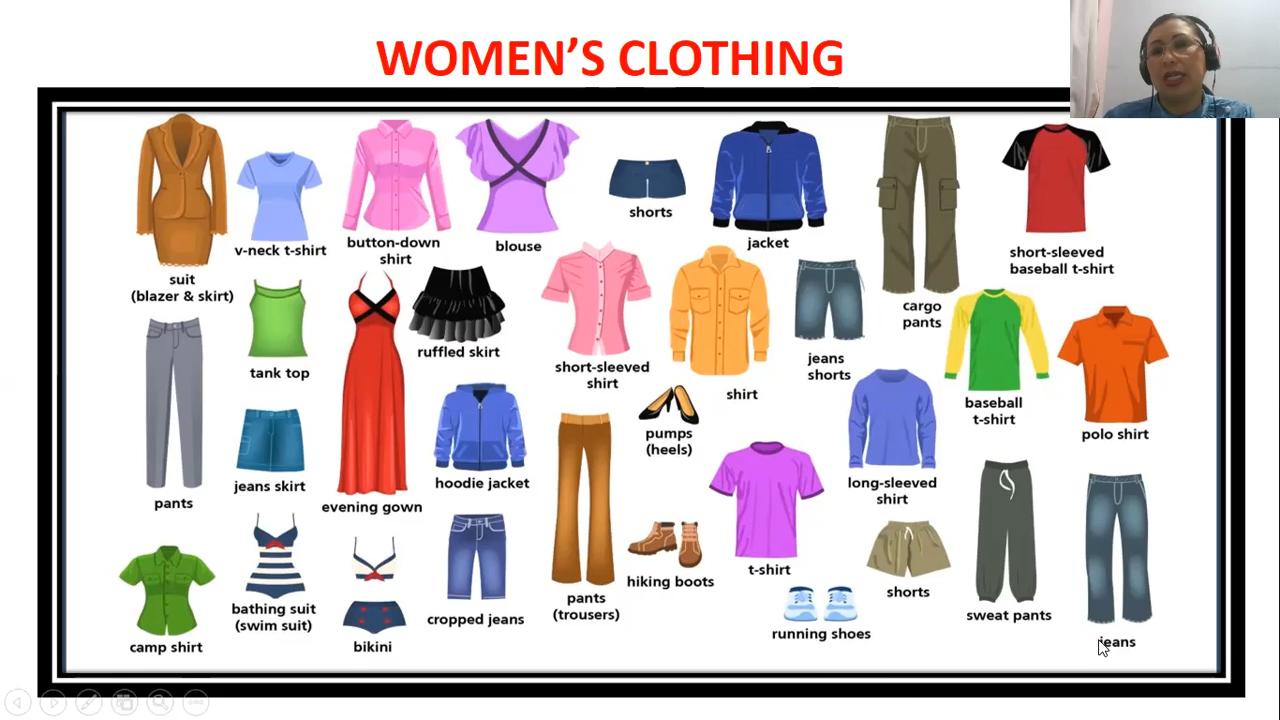 WOMEN'S CLOTHING
suit
(blazer & skirt)
v-neck t-shirt
button-down
shirt
blouse
shorts
jacket
cargo
pants
short-sleeved
baseball t-shirt
pants
tank top
evening gown
ruffled skirt
short-sleeved
shirt
shirt
jeans
shorts
baseball
t-shirt
polo shirt
jeans skirt
hoodie jacket
pants
(trousers)
pumps
(heels)
t-shirt
long-sleeved
shirt
camp shirt
bathing suit
(swim suit)
bikini
cropped jeans
hiking boots
running shoes
shorts
sweat pants
jeans